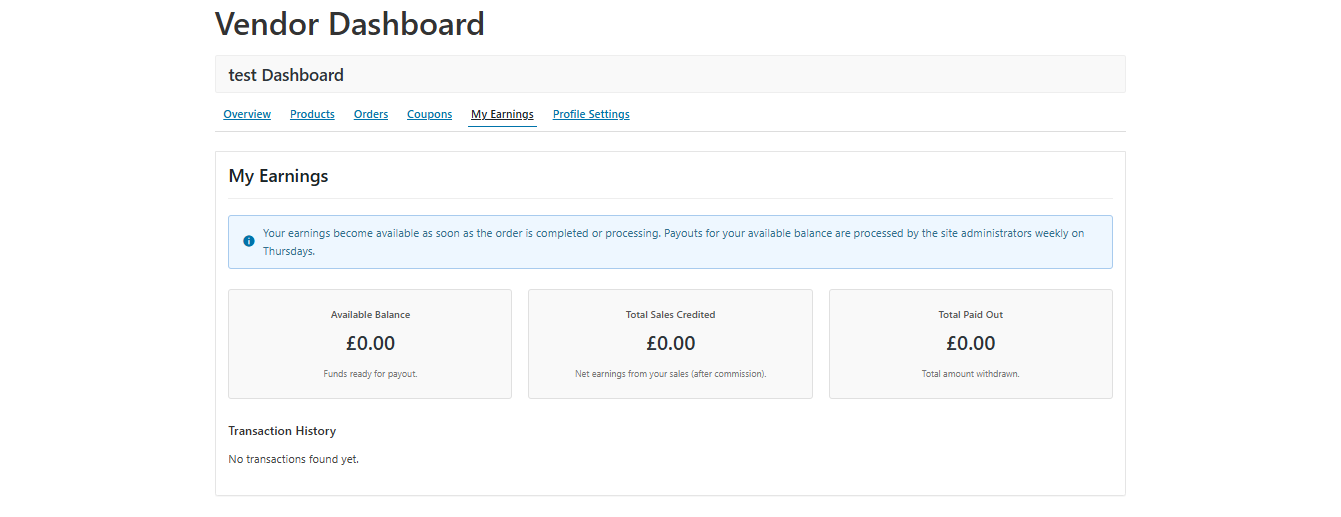 Vendor Dashboard
test Dashboard
Overview Products Orders Coupons My Earnings Profile Settings
My Earnings
Your earnings become available as soon as the order is completed or processing. Payouts for your available balance are processed by the site administrators weekly on
Thursdays.
Available Balance Total Sales Credited Total Paid Out
£0.00 £0.00 £0.00
Funds ready for payout. Net earnings from your sales (after commission). Total amount withdrawn.
Transaction History
No transactions found yet.